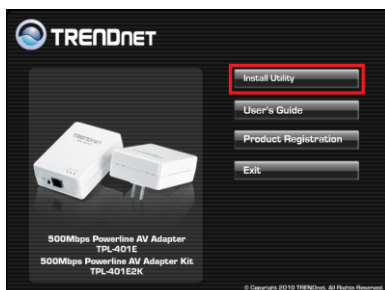 TRENDNET
Install Utility
User's Guide
Product Registration
Exit
500Mbps Powerline AV Adapter
TPL-401E
500Mbps Powerline AV Adapter Kit
TPL-401E2K
© Copyright 2010 TRENDnet. All Rights Reserved